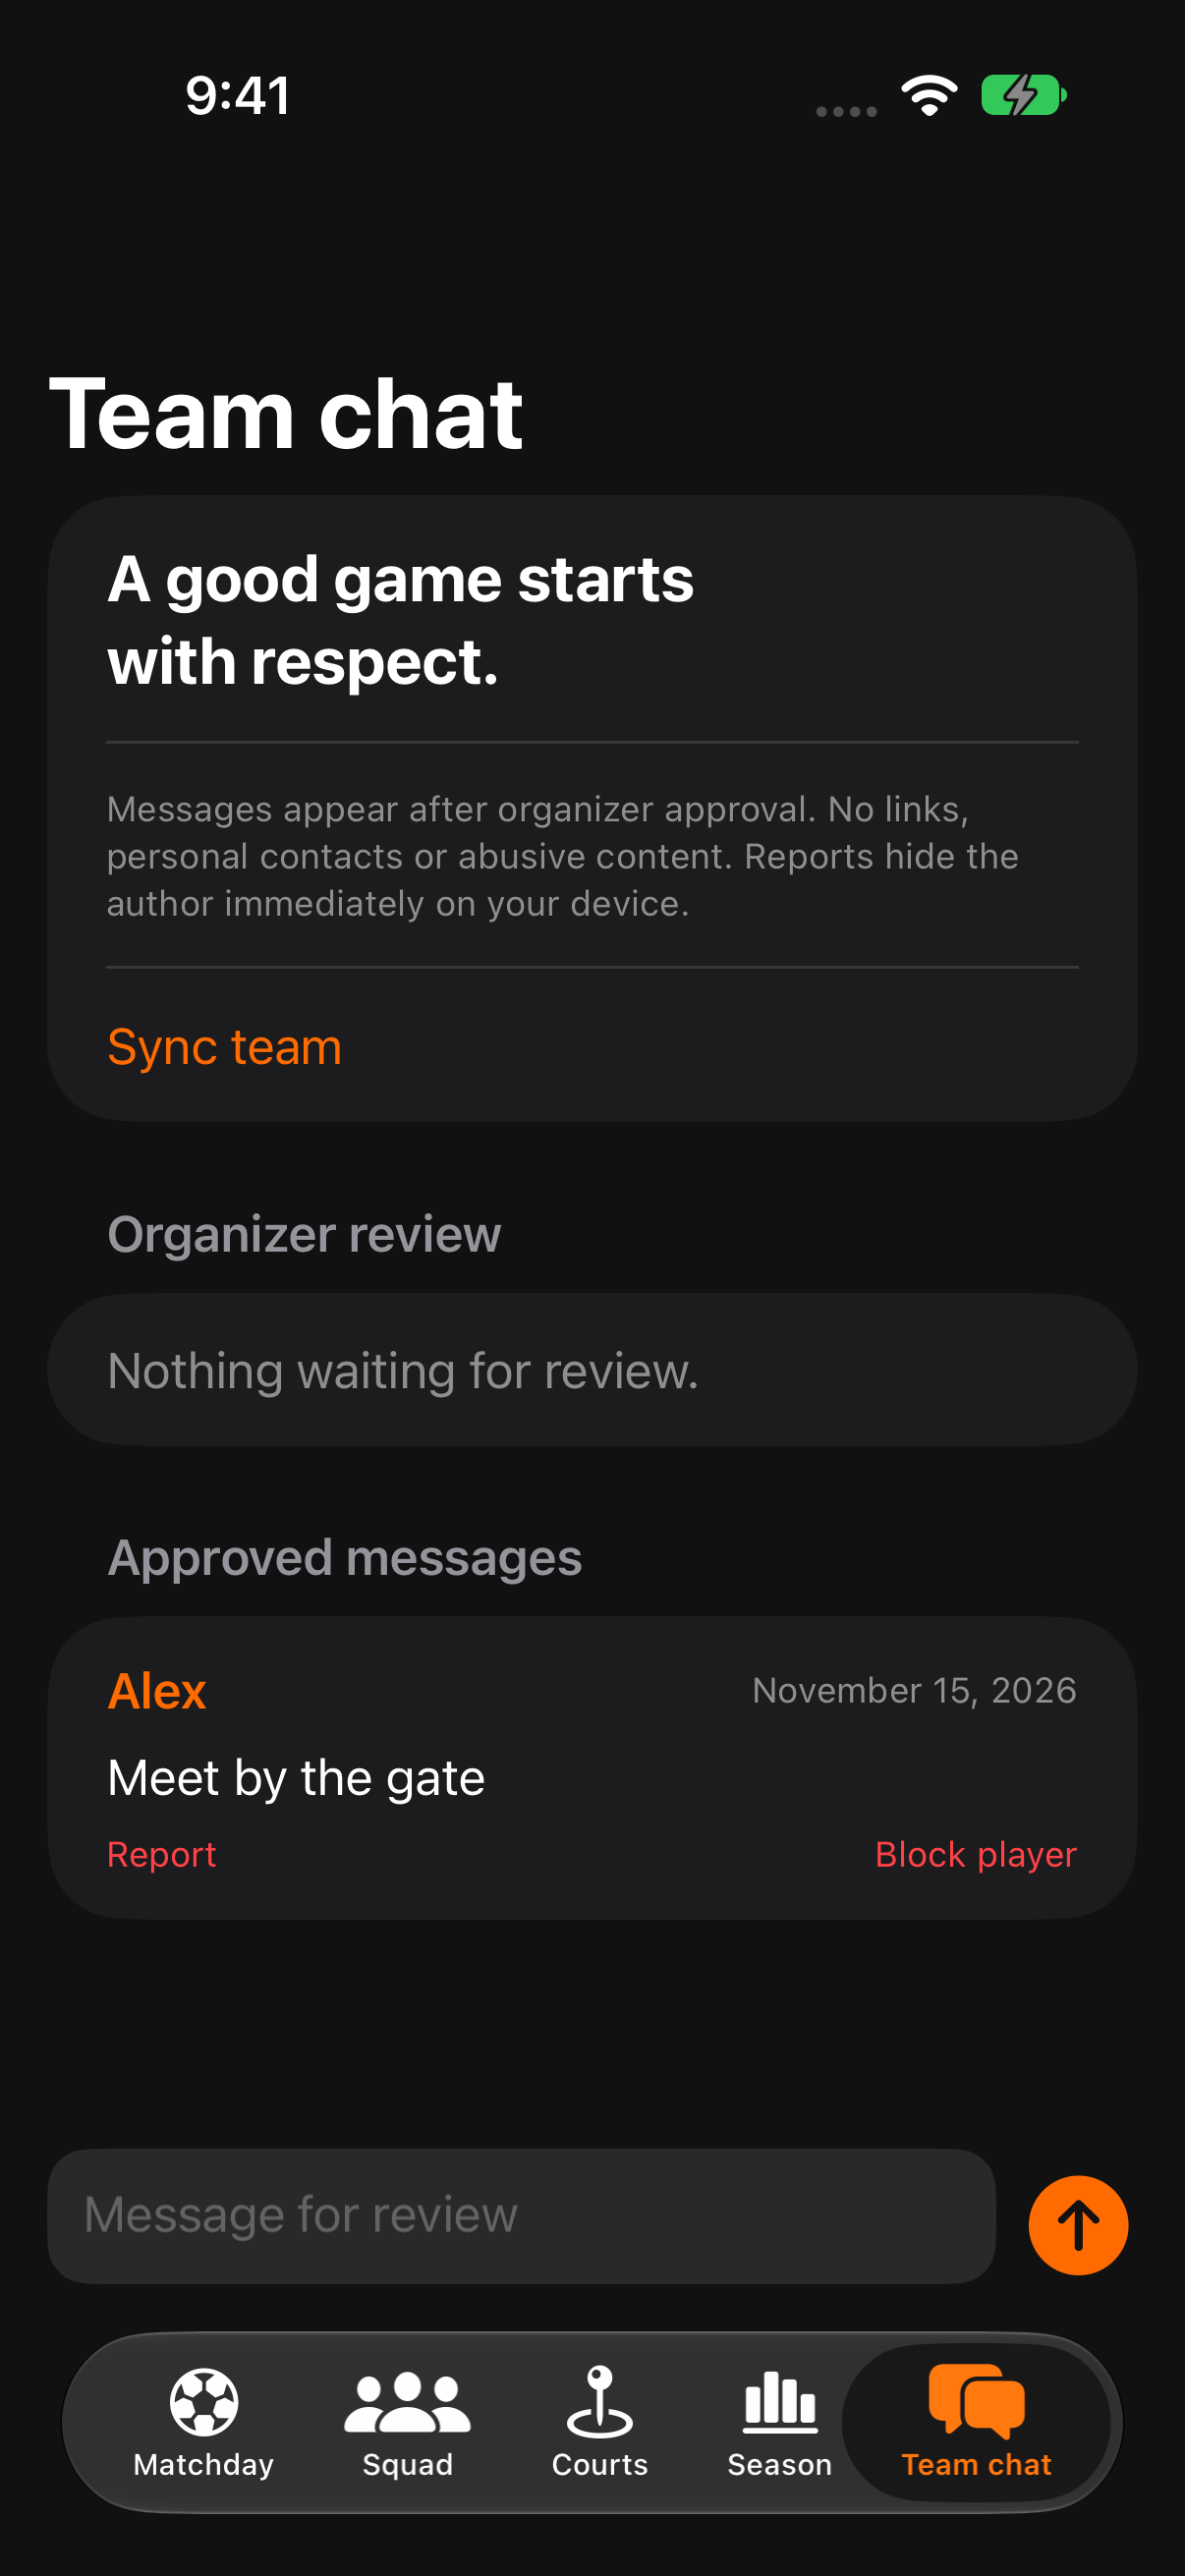 9:41
Team chat
A good game starts
with respect.
Messages appear after organizer approval. No links,
personal contacts or abusive content. Reports hide the
author immediately on your device.
Sync team
Organizer review
Nothing waiting for review.
Approved messages
Alex
November 15, 2026
Meet by the gate
Report
Block player
Message for review
Matchday
Squad
Courts
Season
Team chat